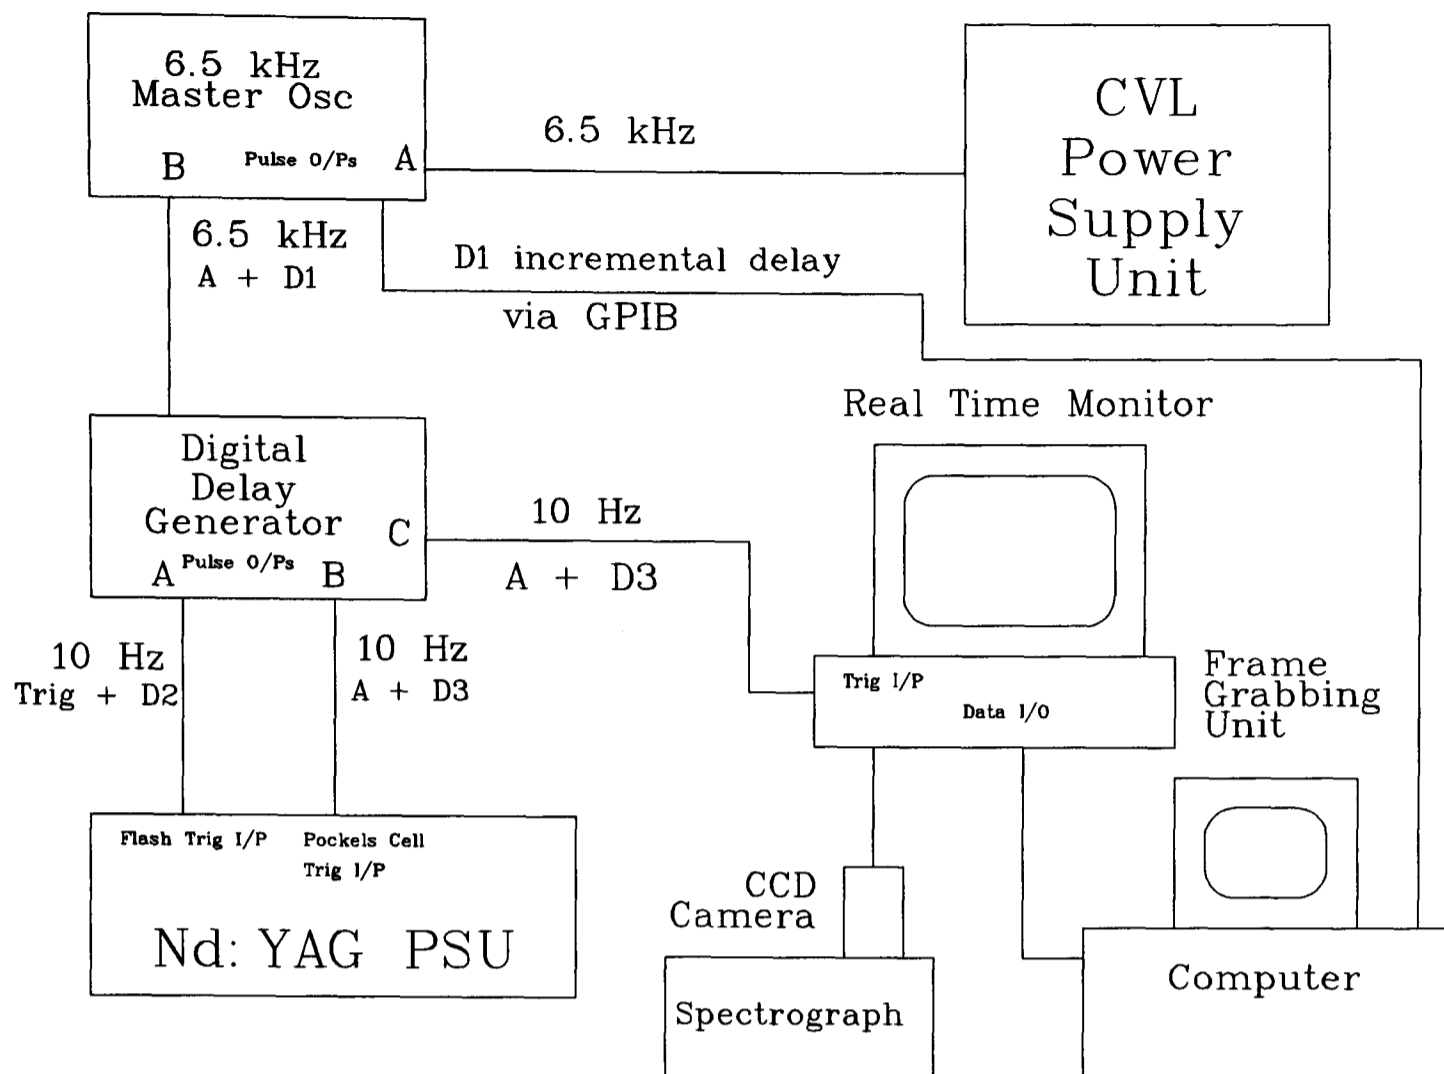 6.5 kHz
Master Osc
B
Pulse O/Ps
A
6.5 kHz
CVL
Power
Supply
Unit
6.5 kHz
A + D1
D1 incremental delay
via GPIB
Real Time Monitor
Digital
Delay
Generator
C
Pulse O/Ps
A
B
10 Hz
A + D3
10 Hz
Trig + D2
10 Hz
A + D3
Trig I/P
Data I/O
Frame
Grabbing
Unit
Flash Trig I/P
Pockels Cell
Trig I/P
Nd: YAG PSU
CCD
Camera
Spectrograph
Computer